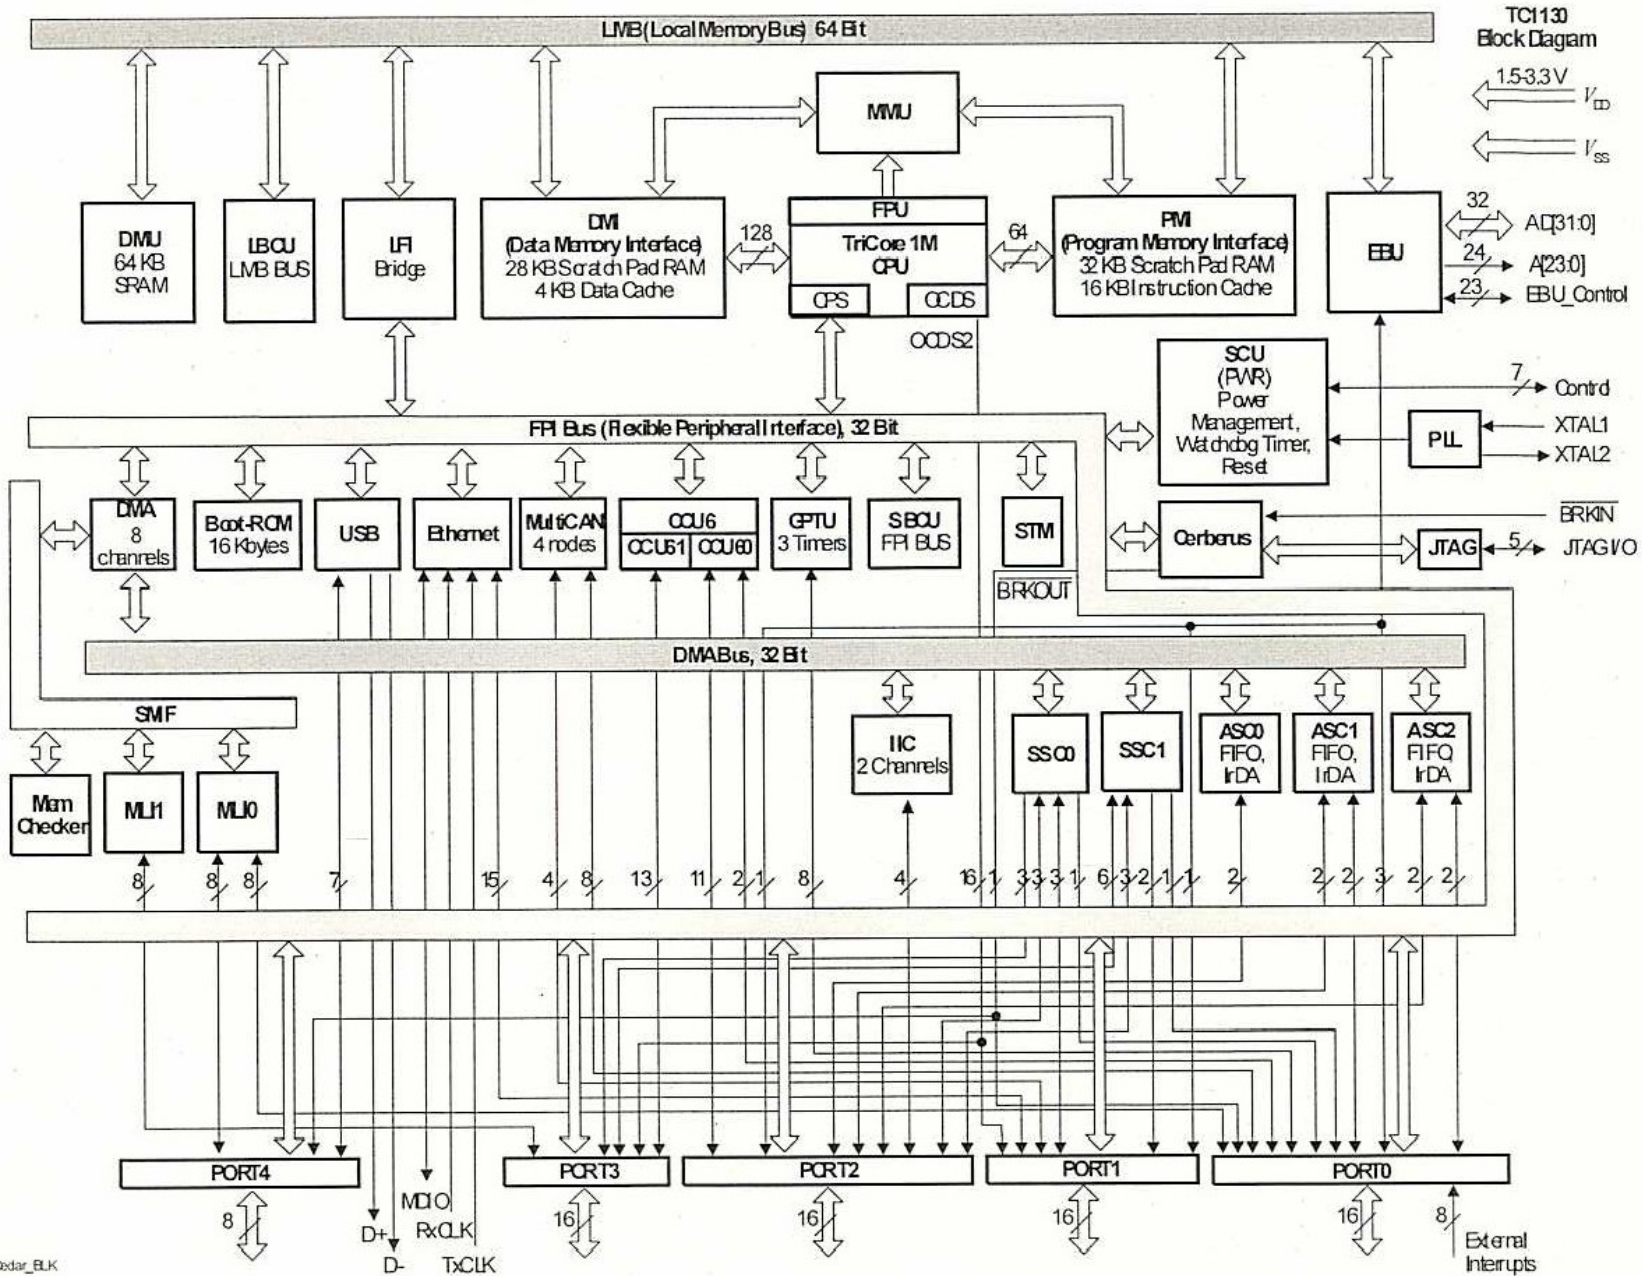 LMB(Local Memory Bus) 64 Bit
TC1130
Block Diagram
1.5-3.3 V
VDD
VSS
MMU
DMU
64 KB
SRAM
LBCU
LMB BUS
LFI
Bridge
DMI
(Data Memory Interface)
28 KB Scratch Pad RAM
4 KB Data Cache
128
FPU
TriCore 1M
CPU
CPS
OCDS
64
PMI
(Program Memory Interface)
32 KB Scratch Pad RAM
16 KB Instruction Cache
EBU
32
AD[31:0]
24
A[23:0]
23
EBU_Control
OCDS2
SCU
(PWR)
Power
Management,
Watchdog Timer,
Reset
7
Control
PLL
XTAL1
XTAL2
FPI Bus (Flexible Peripheral Interface), 32 Bit
DMA
8
channels
Boot-ROM
16 Kbytes
USB
Ethernet
MultiCAN
4 nodes
CCU6
CCU61
CCU60
GPTU
3 Timers
SBCU
FPI BUS
STM
Cerberus
BRKIN
JTAG
5
JTAG I/O
BRKOUT
DMA Bus, 32 Bit
SMIF
Mem
Checker
MLI1
MLI0
IIC
2 Channels
SSC0
SSC1
ASC0
FIFO,
IrDA
ASC1
FIFO,
IrDA
ASC2
FIFO,
IrDA
8 8 8 7 15 4 8 13 11 2 1 8 4 16 1 3 3 3 1 6 3 2 1 1 2 2 2 3 2 2
PORT4
PORT3
PORT2
PORT1
PORT0
8
D+
D-
MDIO
RxCLK
TxCLK
16
16
16
16
8
External
Interrupts
edar_BLK